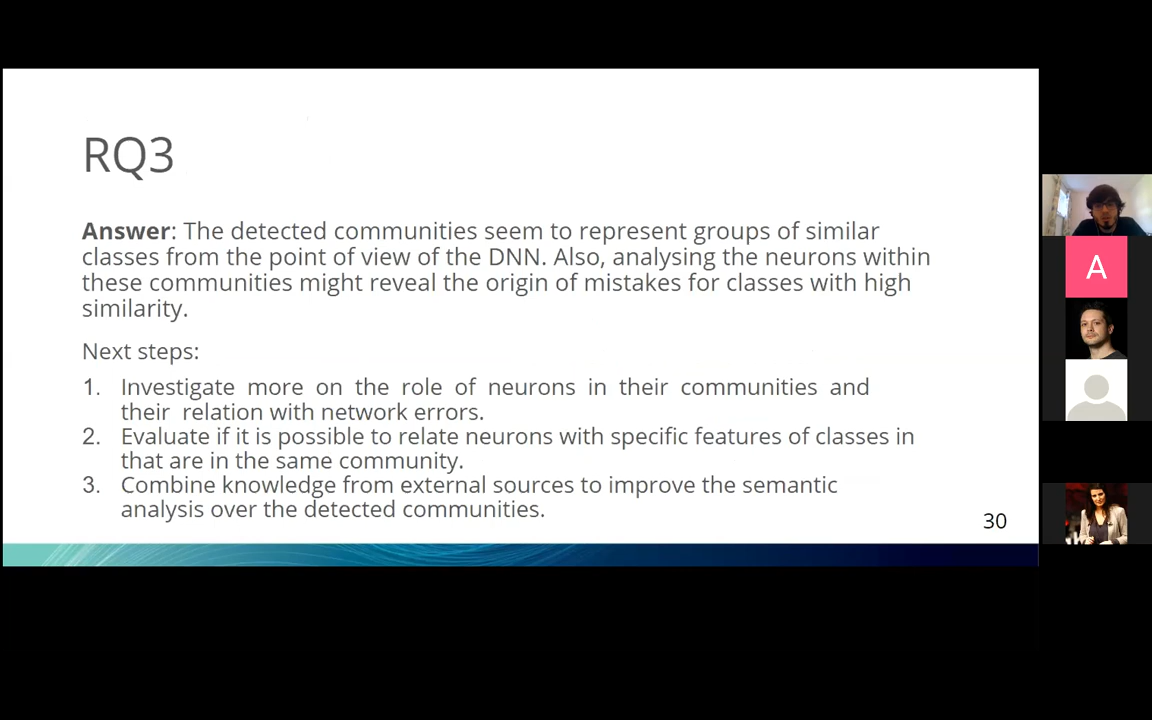 RQ3
Answer: The detected communities seem to represent groups of similar
classes from the point of view of the DNN. Also, analysing the neurons within
these communities might reveal the origin of mistakes for classes with high
similarity.
Next steps:
1. Investigate more on the role of neurons in their communities and
their relation with network errors.
2. Evaluate if it is possible to relate neurons with specific features of classes in
that are in the same community.
3. Combine knowledge from external sources to improve the semantic
analysis over the detected communities.
30
A